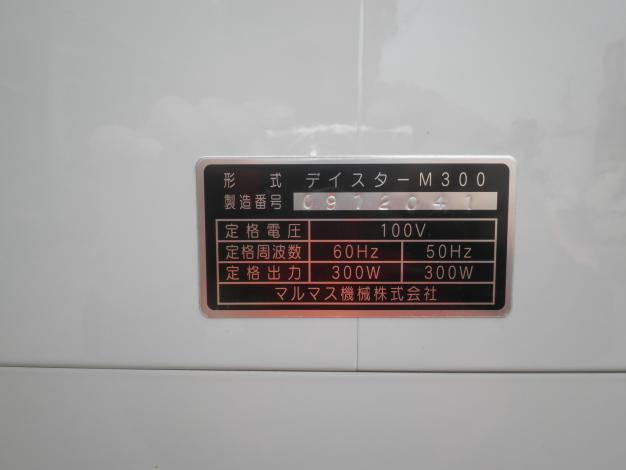 形 式 デイスターM300
製造番号 0972041
定格電圧 100V
定格周波数 60Hz 50Hz
定格出力 300W 300W
マルマス機械株式会社